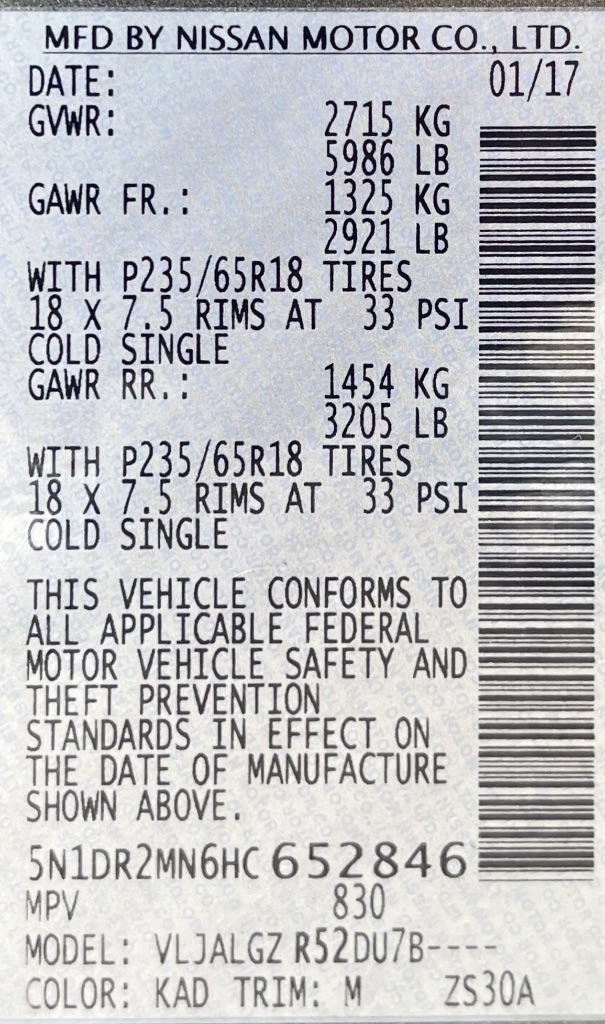 MFD BY NISSAN MOTOR CO., LTD.
DATE: 01/17
GVWR: 2715 KG
5986 LB
GAWR FR.: 1325 KG
2921 LB
WITH P235/65R18 TIRES
18 X 7.5 RIMS AT 33 PSI
COLD SINGLE
GAWR RR.: 1454 KG
3205 LB
WITH P235/65R18 TIRES
18 X 7.5 RIMS AT 33 PSI
COLD SINGLE
THIS VEHICLE CONFORMS TO
ALL APPLICABLE FEDERAL
MOTOR VEHICLE SAFETY AND
THEFT PREVENTION
STANDARDS IN EFFECT ON
THE DATE OF MANUFACTURE
SHOWN ABOVE.
5N1DR2MN6HC652846
MPV 830
MODEL: VLJALGZ R52DU7B----
COLOR: KAD TRIM: M ZS30A